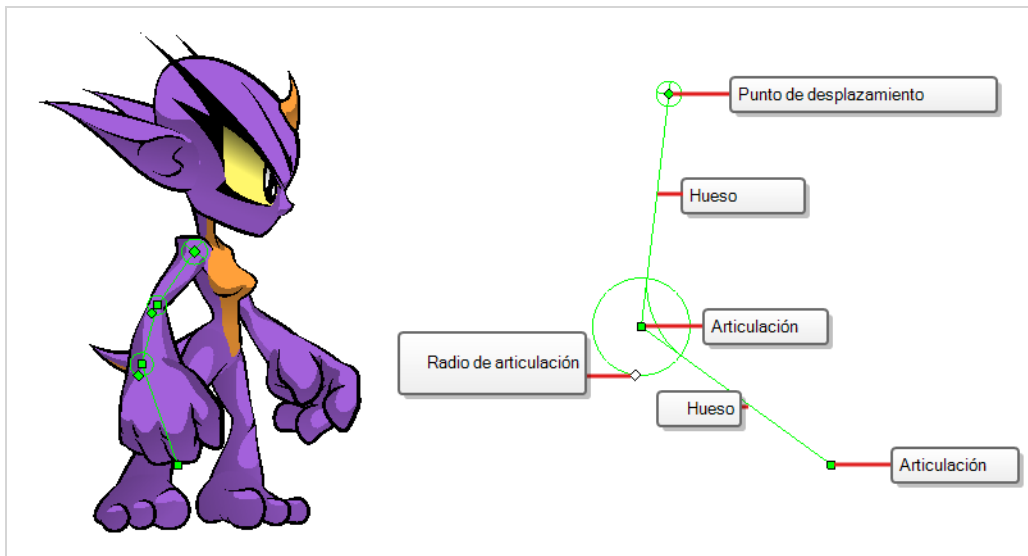 Punto de desplazamiento
Hueso
Articulación
Radio de articulación
Hueso
Articulación